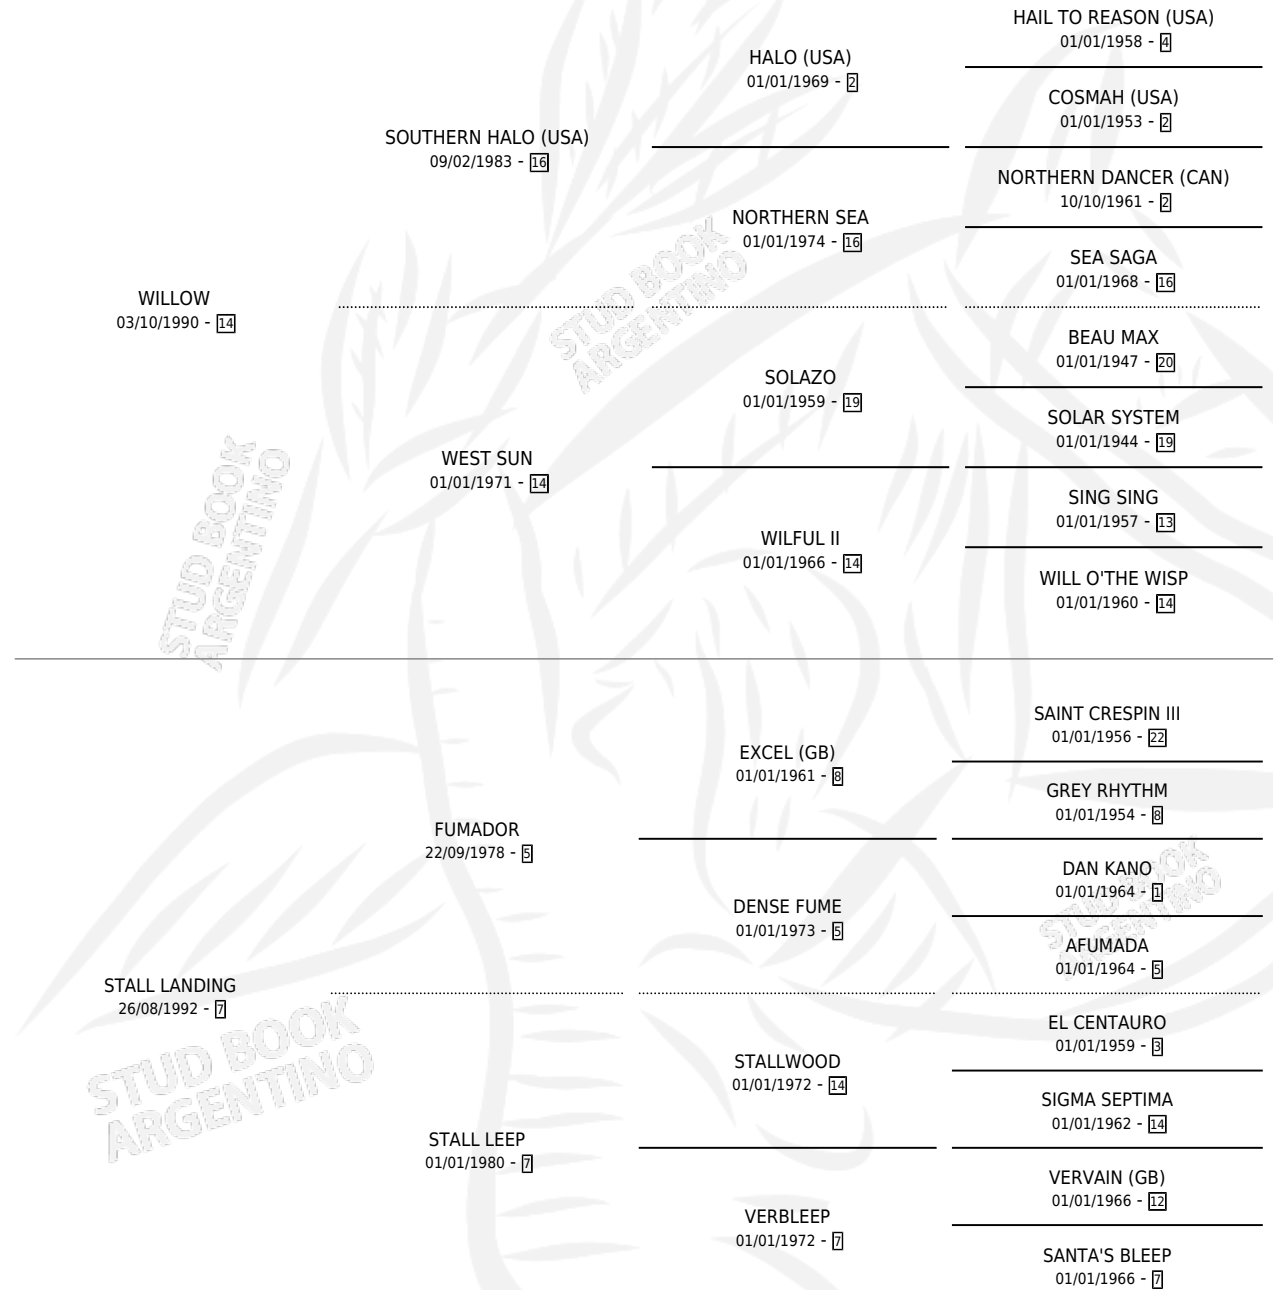 HAIL TO REASON (USA)
01/01/1958 - 4
HALO (USA)
01/01/1969 - 2
COSMAH (USA)
01/01/1953 - 2
SOUTHERN HALO (USA)
09/02/1983 - 16
NORTHERN DANCER (CAN)
10/10/1961 - 2
NORTHERN SEA
01/01/1974 - 16
SEA SAGA
01/01/1968 - 16
WILLOW
03/10/1990 - 14
STUD BOOK
ARGENTINO
BEAU MAX
01/01/1947 - 20
SOLAZO
01/01/1959 - 19
SOLAR SYSTEM
01/01/1944 - 19
WEST SUN
01/01/1971 - 14
SING SING
01/01/1957 - 13
WILFUL II
01/01/1966 - 14
WILL O'THE WISP
01/01/1960 - 14
STUD BOOK
ARGENTINO
SAINT CRESPIN III
01/01/1956 - 22
EXCEL (GB)
01/01/1961 - 8
GREY RHYTHM
01/01/1954 - 8
FUMADOR
22/09/1978 - 5
DAN KANO
01/01/1964 - 1
DENSE FUME
01/01/1973 - 5
STUD BOOK
ARGENTINO
AFUMADA
01/01/1964 - 5
STALL LANDING
26/08/1992 - 7
EL CENTAURO
01/01/1959 - 3
STUD BOOK
ARGENTINO
STALLWOOD
01/01/1972 - 14
SIGMA SEPTIMA
01/01/1962 - 14
STALL LEEP
01/01/1980 - 7
VERVAIN (GB)
01/01/1966 - 12
VERBLEEP
01/01/1972 - 7
SANTA'S BLEEP
01/01/1966 - 7